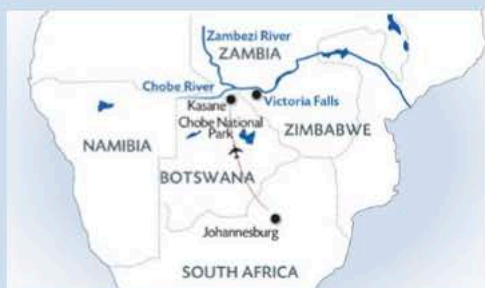 Zambezi River
ZAMBIA
Chobe River
Kasane
Victoria Falls
Chobe National
Park
ZIMBABWE
NAMIBIA
BOTSWANA
Johannesburg
SOUTH AFRICA